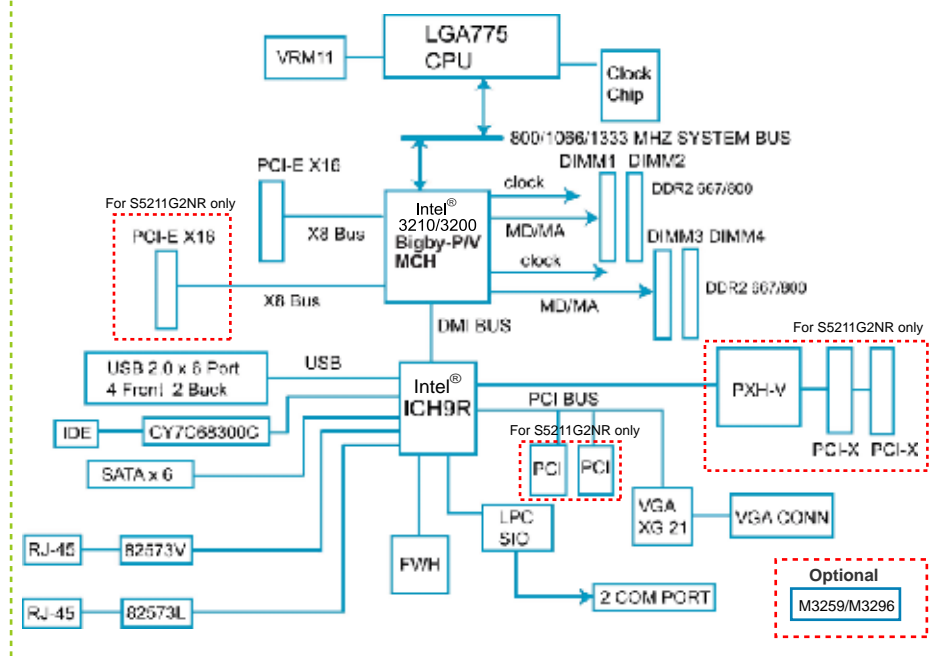 LGA775
CPU
VRM11
Clock
Chip
800/1066/1333 MHZ SYSTEM BUS
PCI-E X16
DIMM1 DIMM2
clock
DDR2 667/800
For S5211G2NR only
Intel®
3210/3200
Bigby-P/V
MCH
PCI-E X16
X8 Bus
MD/MA
DIMM3 DIMM4
clock
X8 Bus
MD/MA
DDR2 667/800
DMI BUS
For S5211G2NR only
USB 2.0 x 6 Port
4 Front 2 Back
USB
Intel®
ICH9R
PXH-V
PCI BUS
IDE
CY7C68300C
For S5211G2NR only
PCI-X PCI-X
SATA x 6
PCI
PCI
LPC
SIO
VGA
XG 21
VGA CONN
RJ-45
82573V
FWH
Optional
M3259/M3296
2 COM PORT
RJ-45
82573L